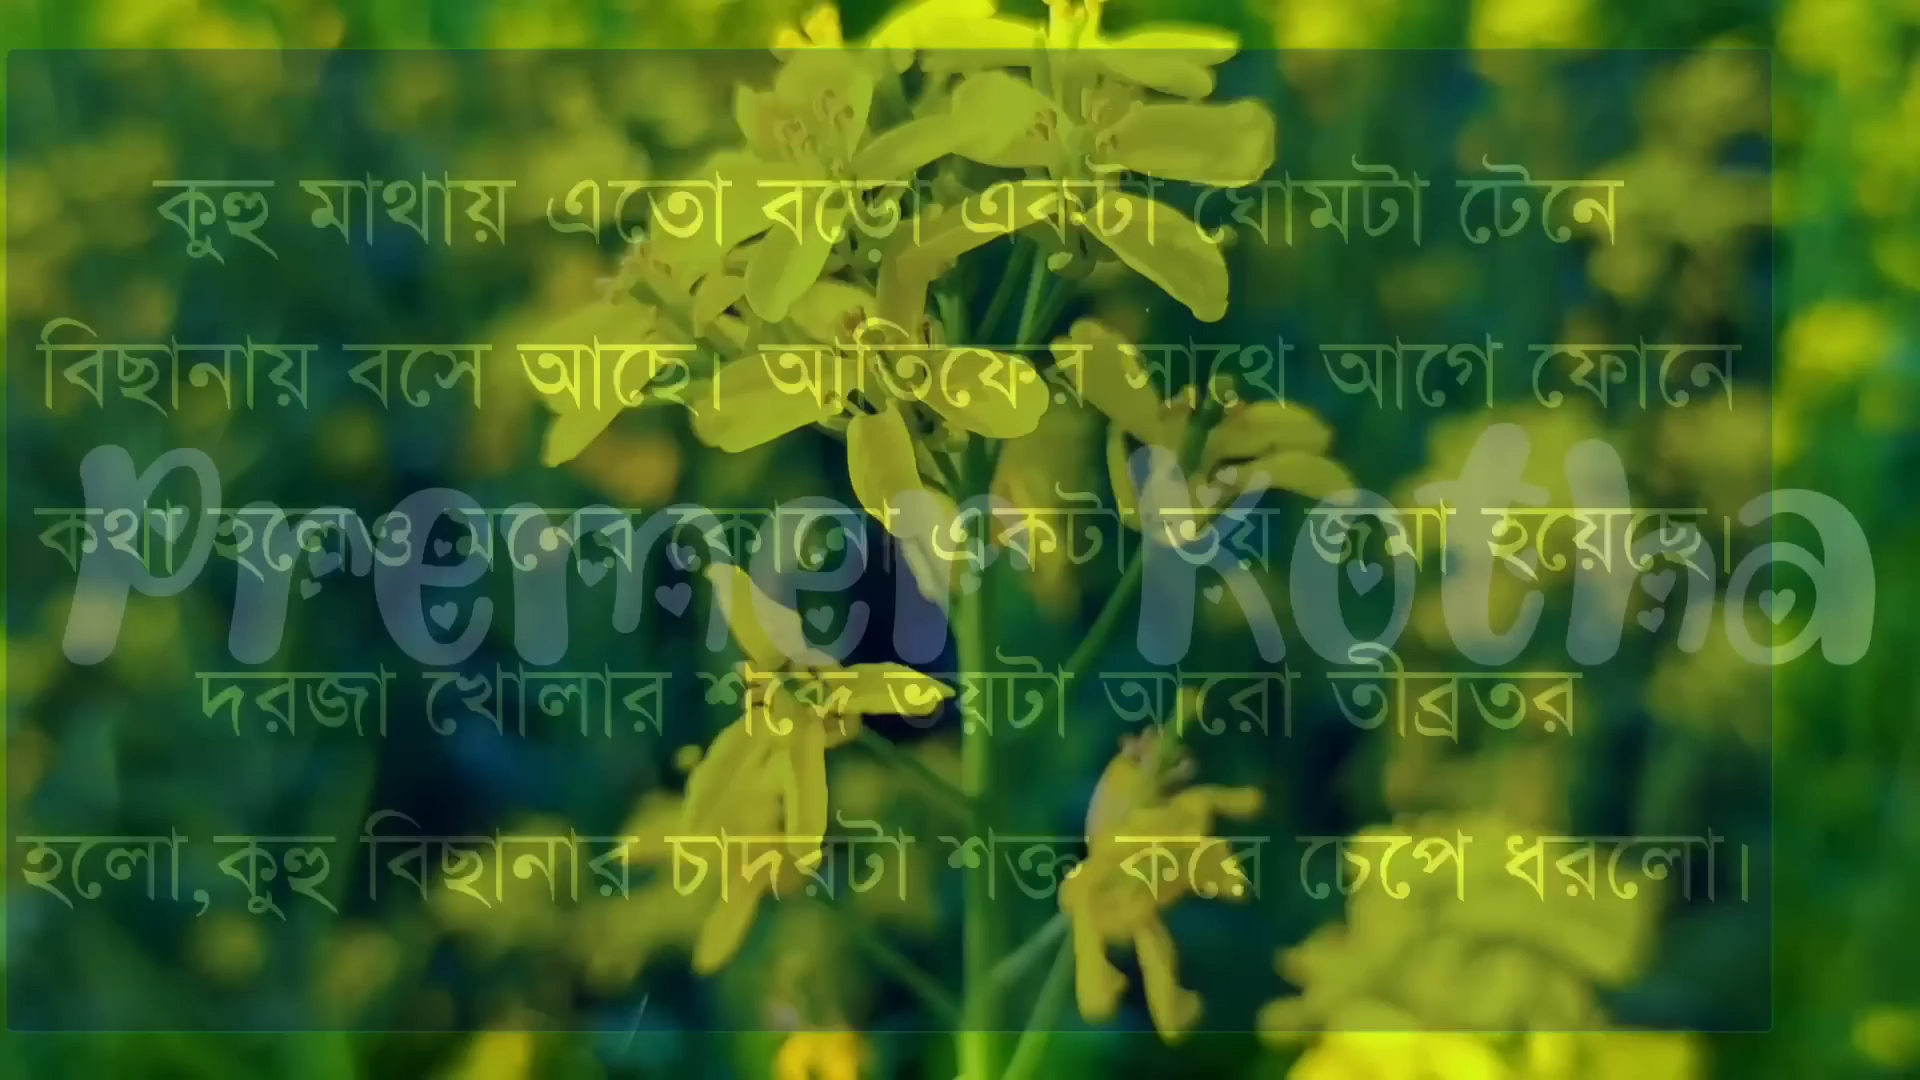 কুহু মাথায় এতো বড়ো একটা ঘোমটা টেনে
বিছানায় বসে আছে। আতিফের সাথে আগে ফোনে
কথা হলেও মনের কোনো একটা ভয় জমা হয়েছে।
Premer Kotha
দরজা খোলার শব্দে ভয়টা আরো তীব্রতর
হলো,কুহু বিছানার চাদরটা শক্ত করে চেপে ধরলো।